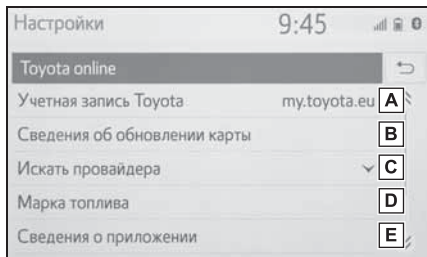 Настройки 9:45
Toyota online
Учетная запись Toyota my.toyota.eu A
Сведения об обновлении карты B
Искать провайдера C
Марка топлива D
Сведения о приложении E